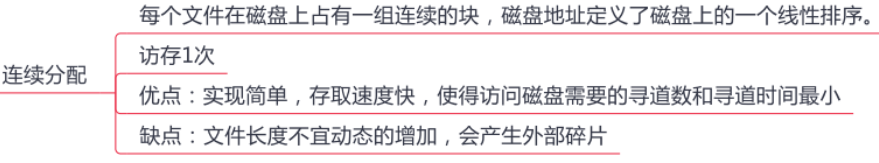 每个文件在磁盘上占有一组连续的块，磁盘地址定义了磁盘上的一个线性排序。
访存1次
连续分配
优点：实现简单，存取速度快，使得访问磁盘需要的寻道数和寻道时间最小
缺点：文件长度不宜动态的增加，会产生外部碎片